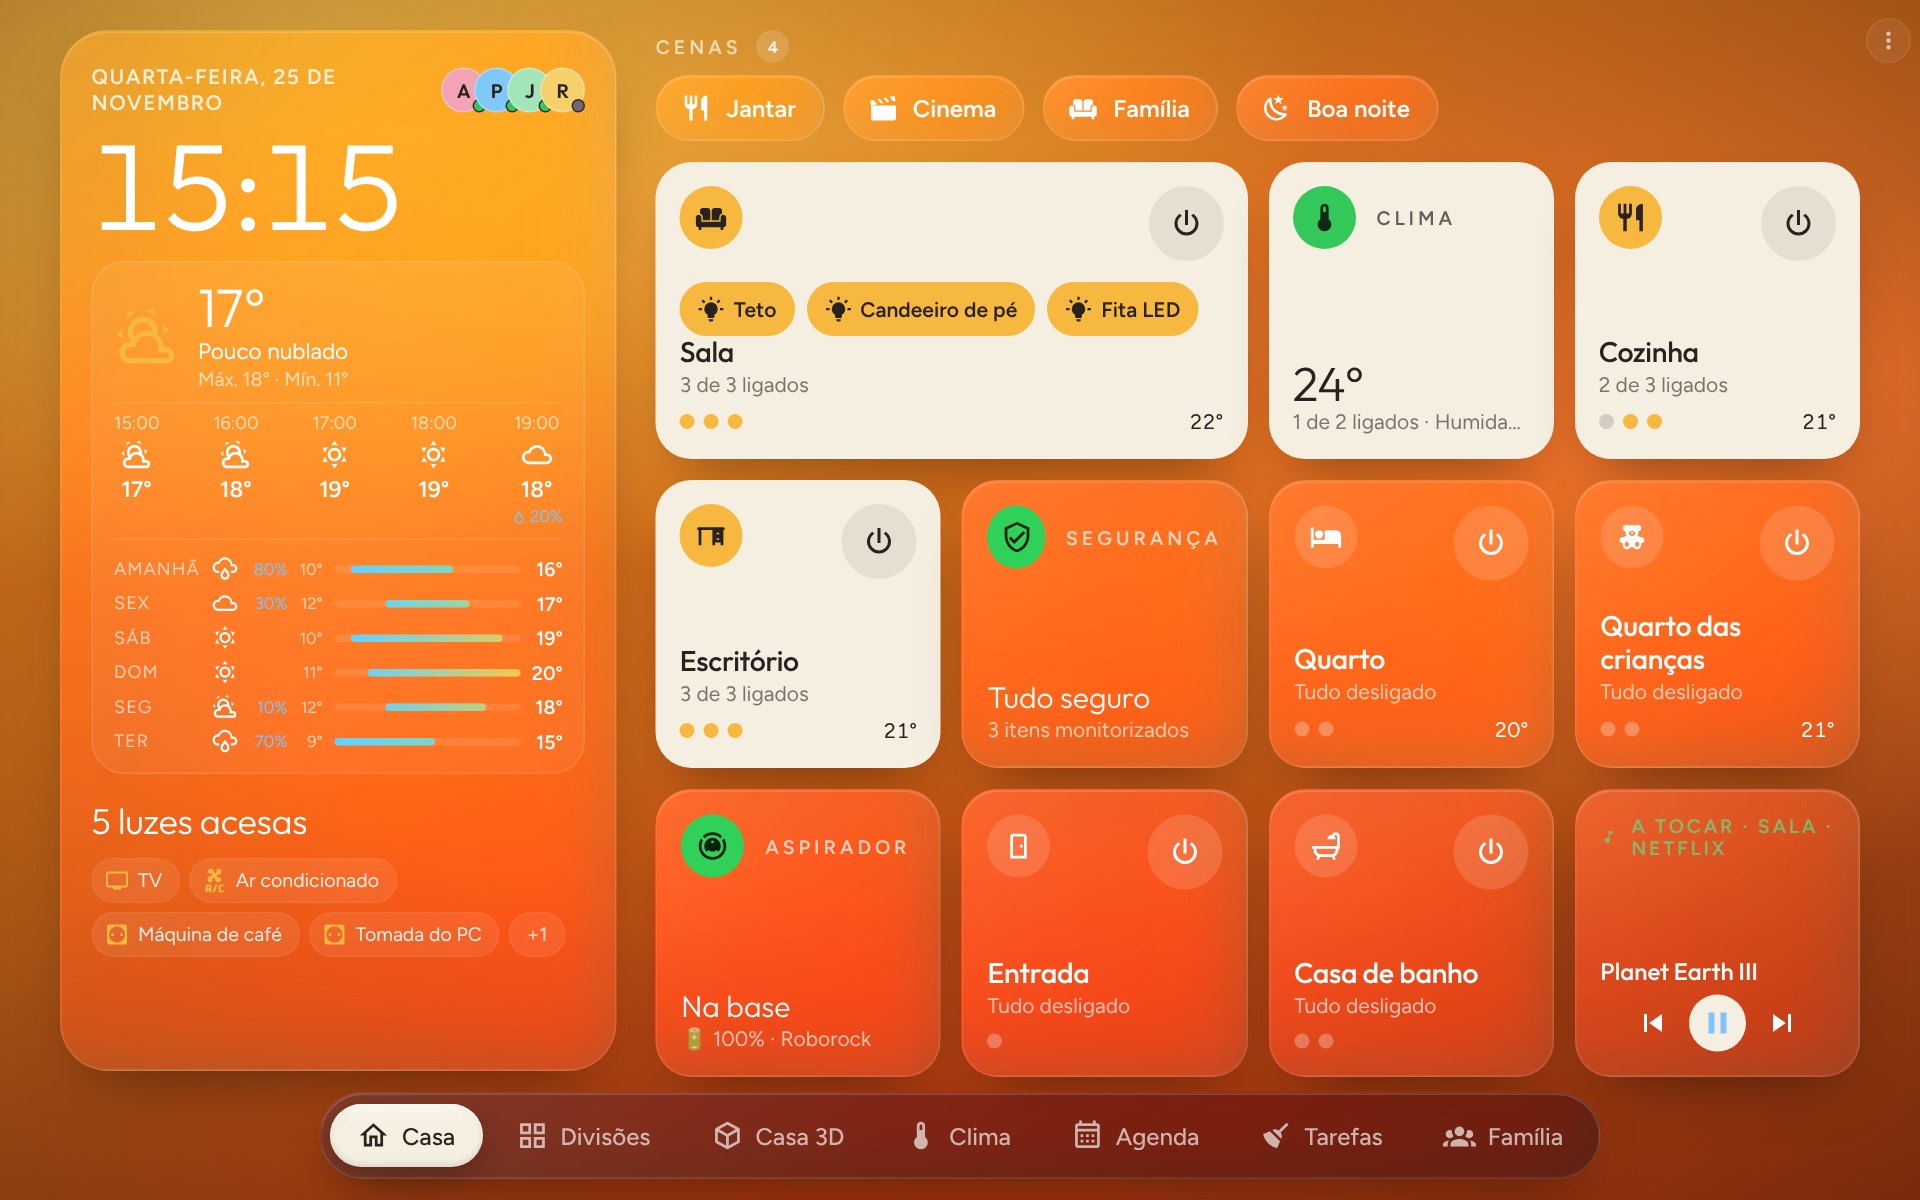 QUARTA-FEIRA, 25 DE
NOVEMBRO
A P J R
15:15
17°
Pouco nublado
Máx. 18° · Mín. 11°
15:00 16:00 17:00 18:00 19:00
17° 18° 19° 19° 18°
20%
AMANHÃ 80% 10° 16°
SEX 30% 12° 17°
SÁB 10° 19°
DOM 11° 20°
SEG 10% 12° 18°
TER 70% 9° 15°
5 luzes acesas
TV
A/C Ar condicionado
Máquina de café
Tomada do PC
+1
CENAS 4
Jantar
Cinema
Família
Boa noite
Teto
Candeeiro de pé
Fita LED
Sala
3 de 3 ligados
22°
CLIMA
24°
1 de 2 ligados · Humida...
Cozinha
2 de 3 ligados
21°
Escritório
3 de 3 ligados
21°
SEGURANÇA
Tudo seguro
3 itens monitorizados
Quarto
Tudo desligado
20°
Quarto das
crianças
Tudo desligado
21°
ASPIRADOR
Na base
100% · Roborock
Entrada
Tudo desligado
Casa de banho
Tudo desligado
A TOCAR · SALA ·
NETFLIX
Planet Earth III
Casa
Divisões
Casa 3D
Clima
Agenda
Tarefas
Família